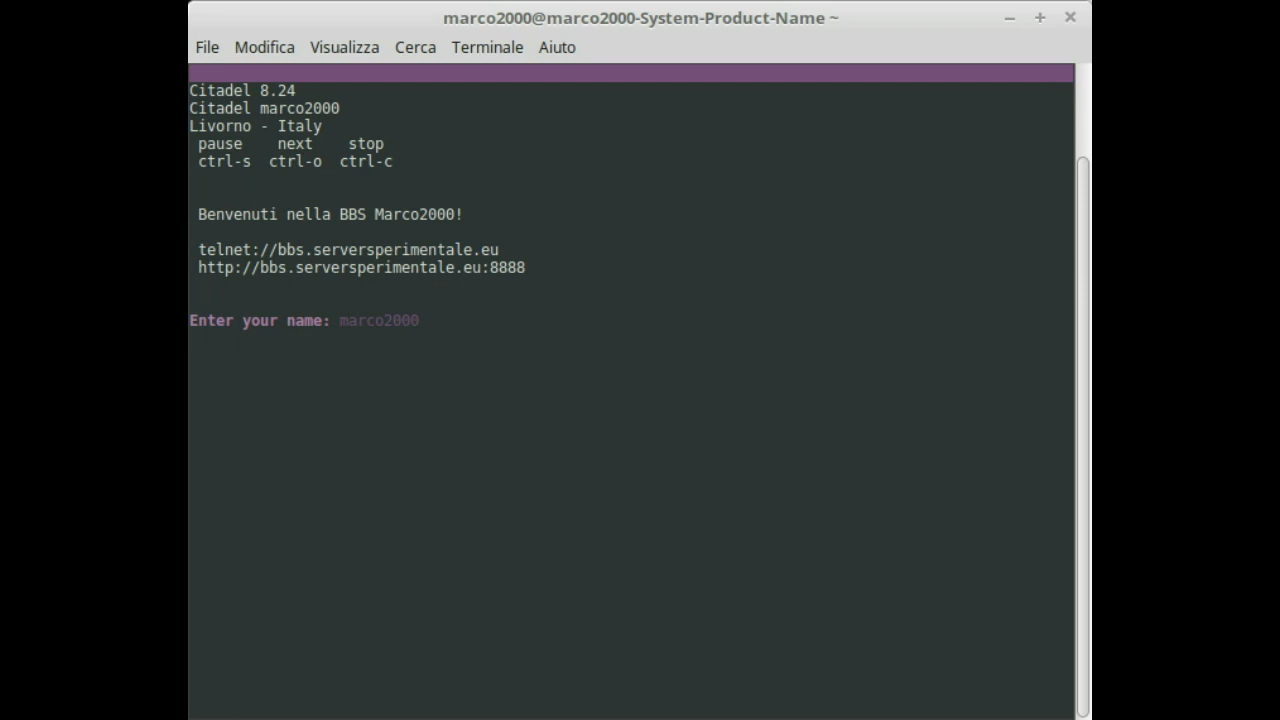 marco2000@marco2000-System-Product-Name ~
File Modifica Visualizza Cerca Terminale Aiuto
Citadel 8.24
Citadel marco2000
Livorno - Italy
pause next stop
ctrl-s ctrl-o ctrl-c
Benvenuti nella BBS Marco2000!
telnet://bbs.serversperimentale.eu
http://bbs.serversperimentale.eu:8888
Enter your name: marco2000